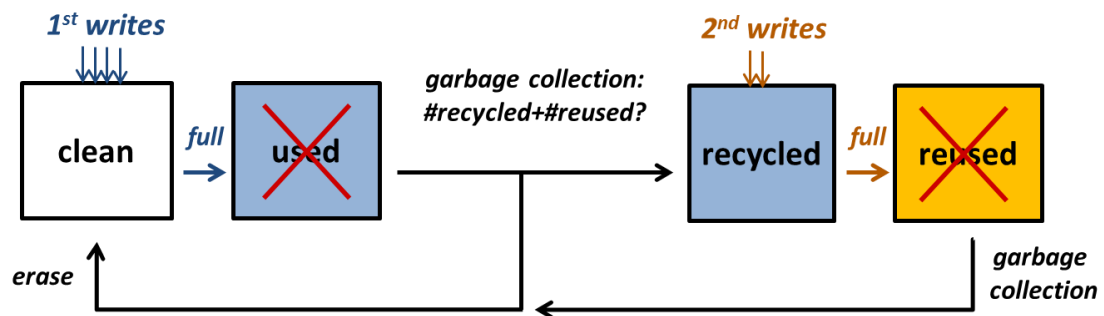 1st writes
2nd writes
garbage collection:
#recycled+#reused?
clean
full
used
recycled
full
reused
erase
garbage
collection